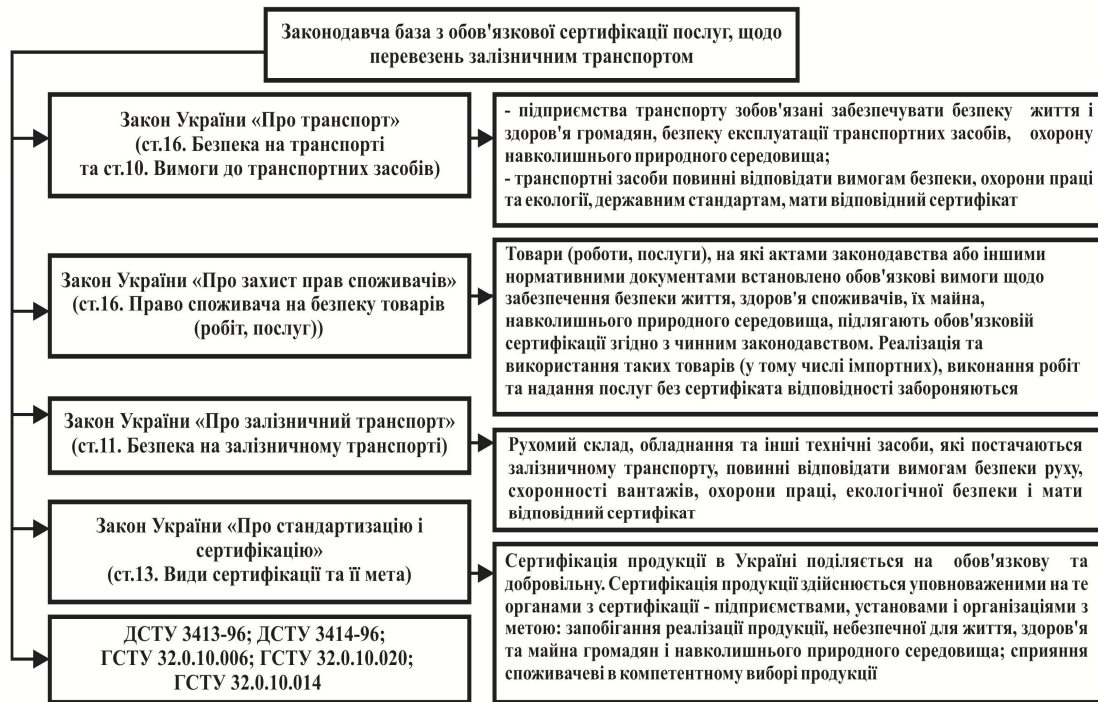 Законодавча база з обов'язкової сертифікації послуг, щодо
перевезень залізничним транспортом
Закон України «Про транспорт»
(ст.16. Безпека на транспорті
та ст.10. Вимоги до транспортних засобів)
- підприємства транспорту зобов'язані забезпечувати безпеку життя і
здоров'я громадян, безпеку експлуатації транспортних засобів, охорону
навколишнього природного середовища;
- транспортні засоби повинні відповідати вимогам безпеки, охорони праці
та екології, державним стандартам, мати відповідний сертифікат
Закон України «Про захист прав споживачів»
(ст.16. Право споживача на безпеку товарів
(робіт, послуг))
Товари (роботи, послуги), на які актами законодавства або іншими
нормативними документами встановлено обов'язкові вимоги щодо
забезпечення безпеки життя, здоров'я споживачів, їх майна,
навколишнього природного середовища, підлягають обов'язковій
сертифікації згідно з чинним законодавством. Реалізація та
використання таких товарів (у тому числі імпортних), виконання робіт
та надання послуг без сертифіката відповідності забороняються
Закон України «Про залізничний транспорт»
(ст.11. Безпека на залізничному транспорті)
Рухомий склад, обладнання та інші технічні засоби, які постачаються
залізничному транспорту, повинні відповідати вимогам безпеки руху,
схоронності вантажів, охорони праці, екологічної безпеки і мати
відповідний сертифікат
Закон України «Про стандартизацію і
сертифікацію»
(ст.13. Види сертифікації та її мета)
Сертифікація продукції в Україні поділяється на обов'язкову та
добровільну. Сертифікація продукції здійснюється уповноваженими на те
органами з сертифікації - підприємствами, установами і організаціями з
метою: запобігання реалізації продукції, небезпечної для життя, здоров'я
та майна громадян і навколишнього природного середовища; сприяння
споживачеві в компетентному виборі продукції
ДСТУ 3413-96; ДСТУ 3414-96;
ГСТУ 32.0.10.006; ГСТУ 32.0.10.020;
ГСТУ 32.0.10.014